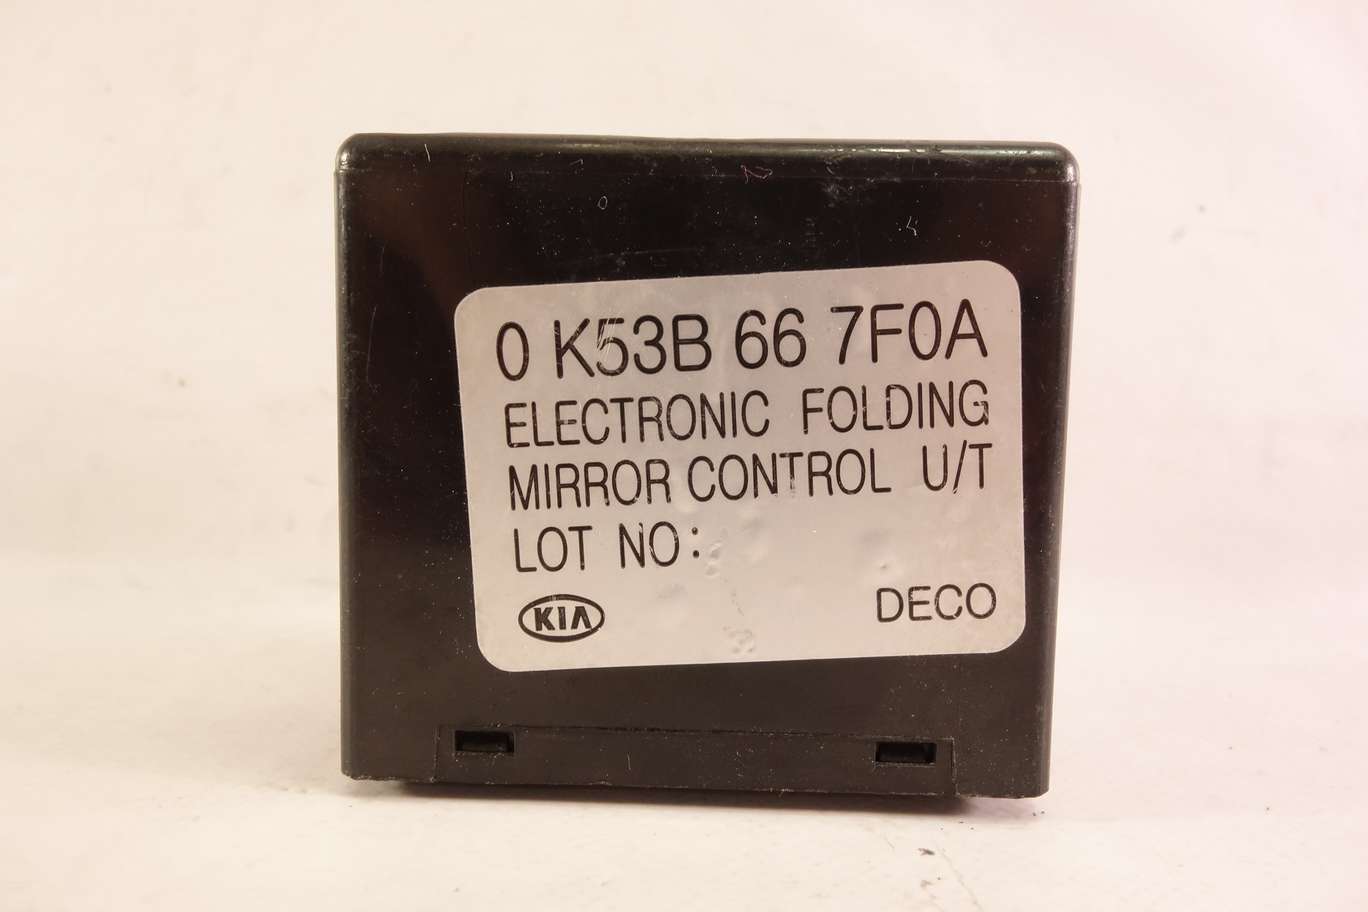 0 K53B 66 7F0A
ELECTRONIC FOLDING
MIRROR CONTROL U/T
LOT NO:
KIA
DECO